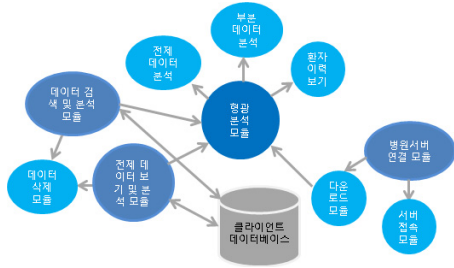 부분
데이터
분석
전체
데이터
분석
환자
이력
보기
데이터 검
색 및 분석
모듈
형광
분석
모듈
병원서버
연결 모듈
데이터
삭제
모듈
전제 데
이터 보
기 및 분
석 모듈
다운
로드
모듈
서버
접속
모듈
클라이언트
데이터베이스